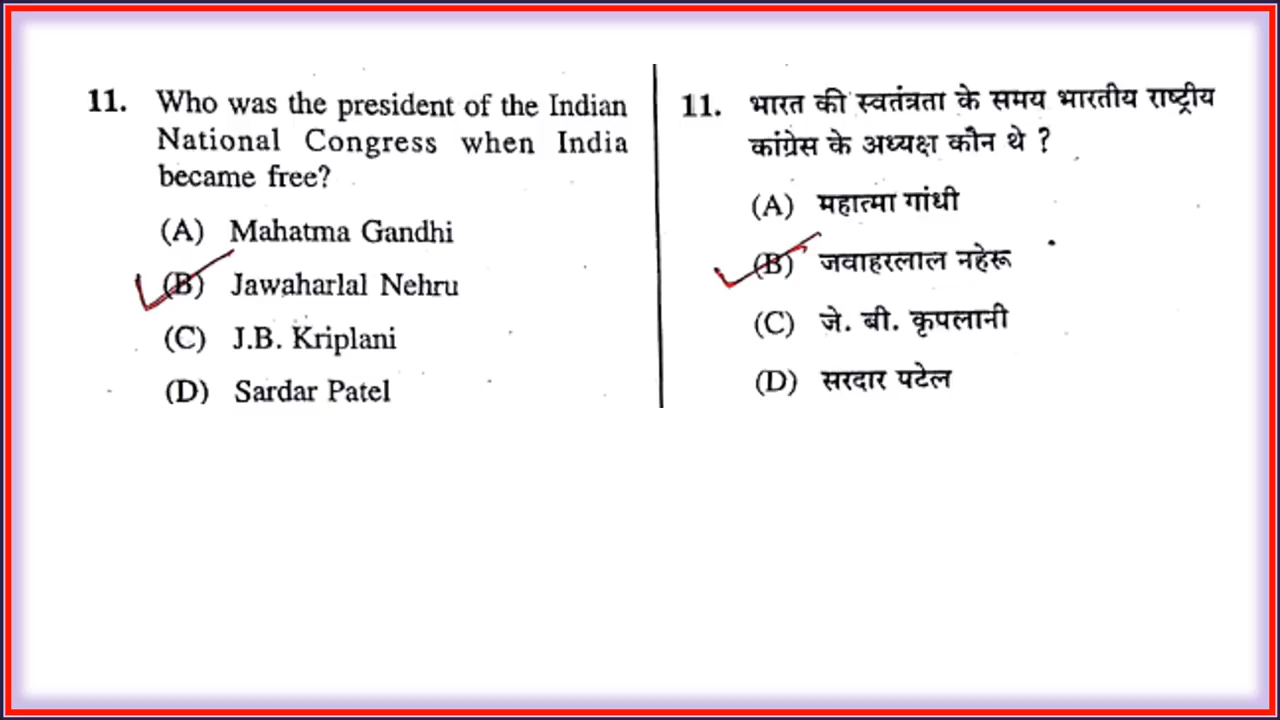 11. Who was the president of the Indian
National Congress when India
became free?
(A) Mahatma Gandhi
(B) Jawaharlal Nehru
(C) J.B. Kriplani
(D) Sardar Patel
11. भारत की स्वतंत्रता के समय भारतीय राष्ट्रीय
कांग्रेस के अध्यक्ष कौन थे ?
(A) महात्मा गांधी
(B) जवाहरलाल नहेरू
(C) जे. बी. कृपलानी
(D) सरदार पटेल